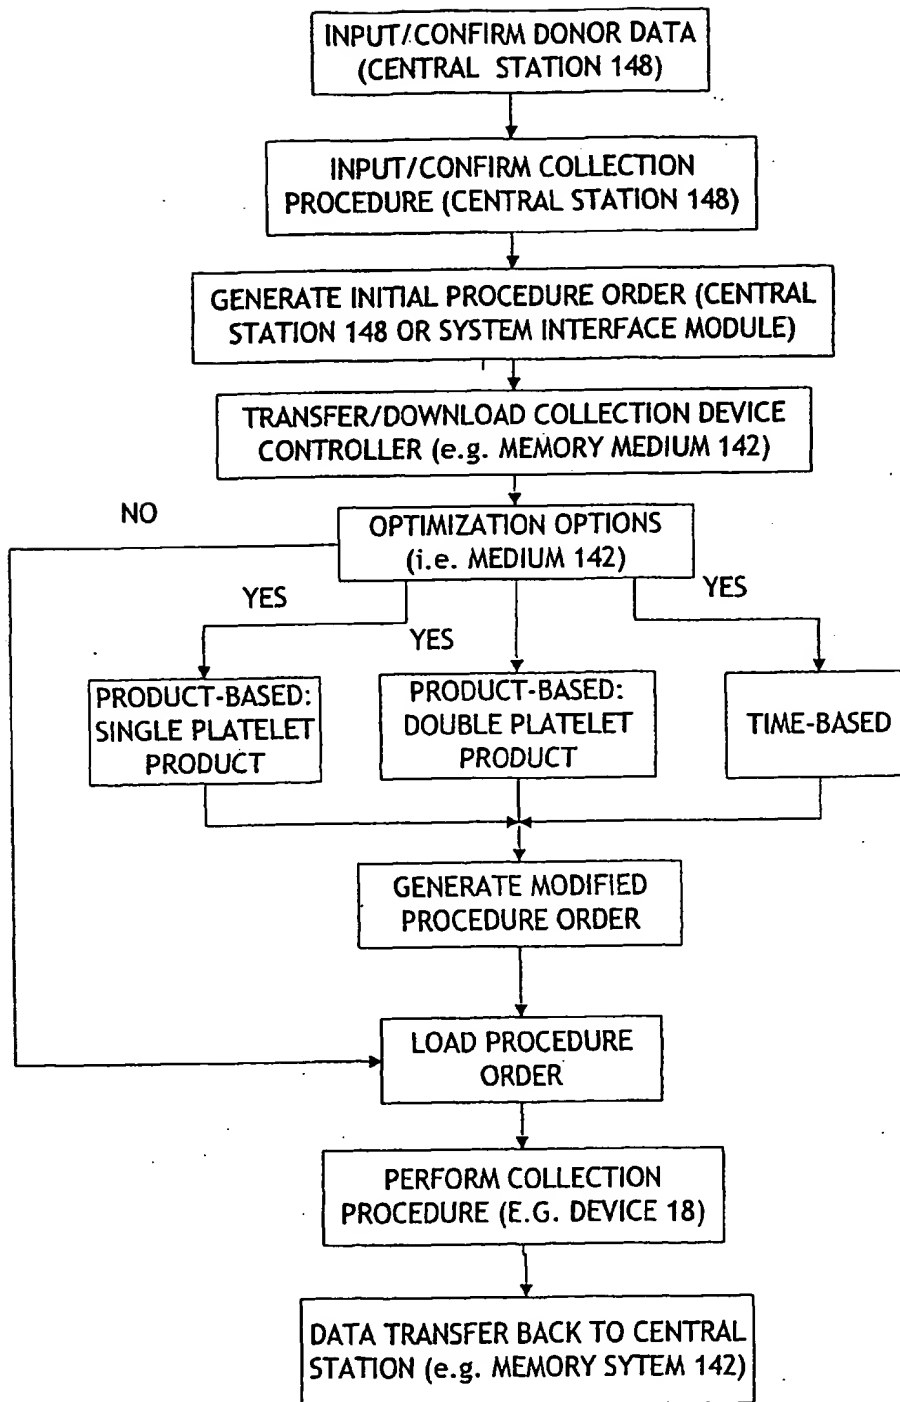 INPUT/CONFIRM DONOR DATA
(CENTRAL STATION 148)
INPUT/CONFIRM COLLECTION
PROCEDURE (CENTRAL STATION 148)
GENERATE INITIAL PROCEDURE ORDER (CENTRAL
STATION 148 OR SYSTEM INTERFACE MODULE)
TRANSFER/DOWNLOAD COLLECTION DEVICE
CONTROLLER (e.g. MEMORY MEDIUM 142)
NO
OPTIMIZATION OPTIONS
(i.e. MEDIUM 142)
YES
YES
YES
PRODUCT-BASED:
SINGLE PLATELET
PRODUCT
PRODUCT-BASED:
DOUBLE PLATELET
PRODUCT
TIME-BASED
GENERATE MODIFIED
PROCEDURE ORDER
LOAD PROCEDURE
ORDER
PERFORM COLLECTION
PROCEDURE (E.G. DEVICE 18)
DATA TRANSFER BACK TO CENTRAL
STATION (e.g. MEMORY SYTEM 142)